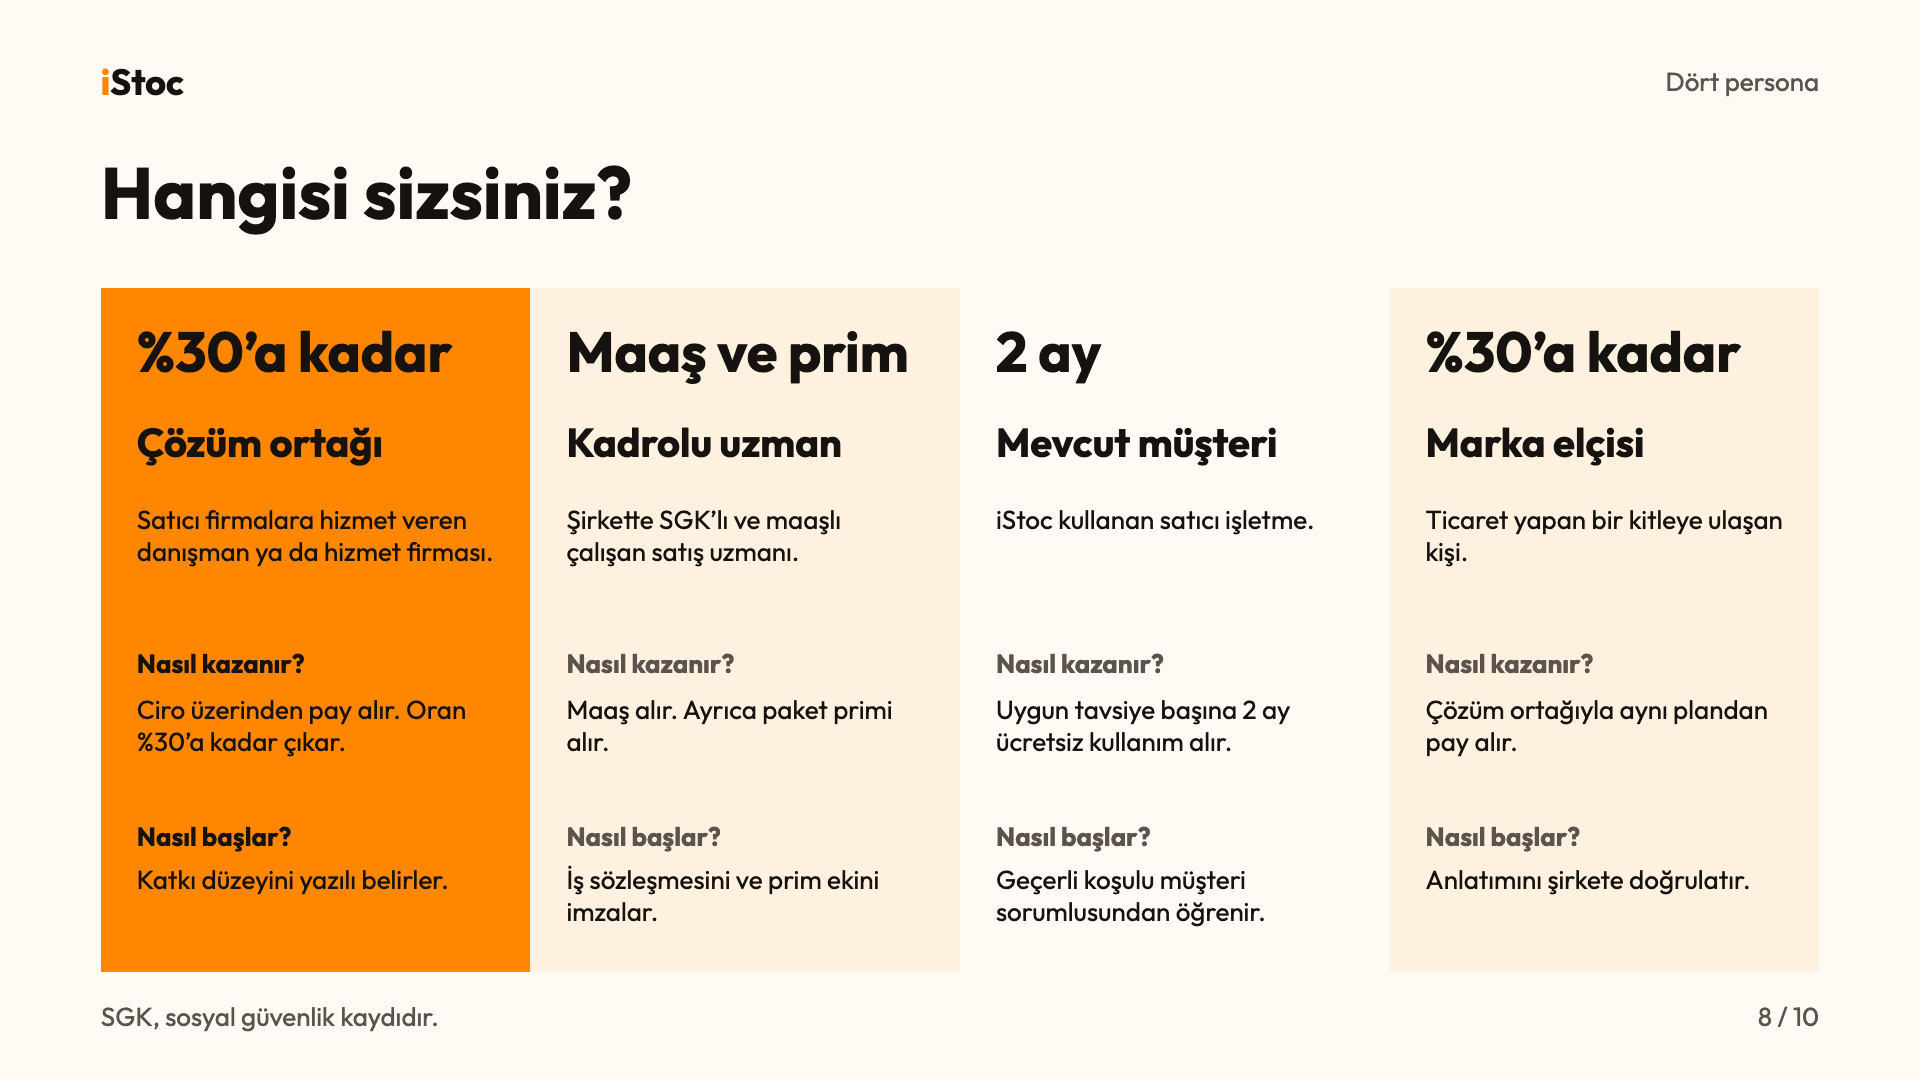 iStoc
Dört persona
Hangisi sizsiniz?
%30’a kadar
Çözüm ortağı
Satıcı firmalara hizmet veren
danışman ya da hizmet firması.
Nasıl kazanır?
Ciro üzerinden pay alır. Oran
%30’a kadar çıkar.
Nasıl başlar?
Katkı düzeyini yazılı belirler.
Maaş ve prim
Kadrolu uzman
Şirkette SGK’lı ve maaşlı
çalışan satış uzmanı.
Nasıl kazanır?
Maaş alır. Ayrıca paket primi
alır.
Nasıl başlar?
İş sözleşmesini ve prim ekini
imzalar.
2 ay
Mevcut müşteri
iStoc kullanan satıcı işletme.
Nasıl kazanır?
Uygun tavsiye başına 2 ay
ücretsiz kullanım alır.
Nasıl başlar?
Geçerli koşulu müşteri
sorumlusundan öğrenir.
%30’a kadar
Marka elçisi
Ticaret yapan bir kitleye ulaşan
kişi.
Nasıl kazanır?
Çözüm ortağıyla aynı plandan
pay alır.
Nasıl başlar?
Anlatımını şirkete doğrulatır.
SGK, sosyal güvenlik kaydıdır.
8 / 10